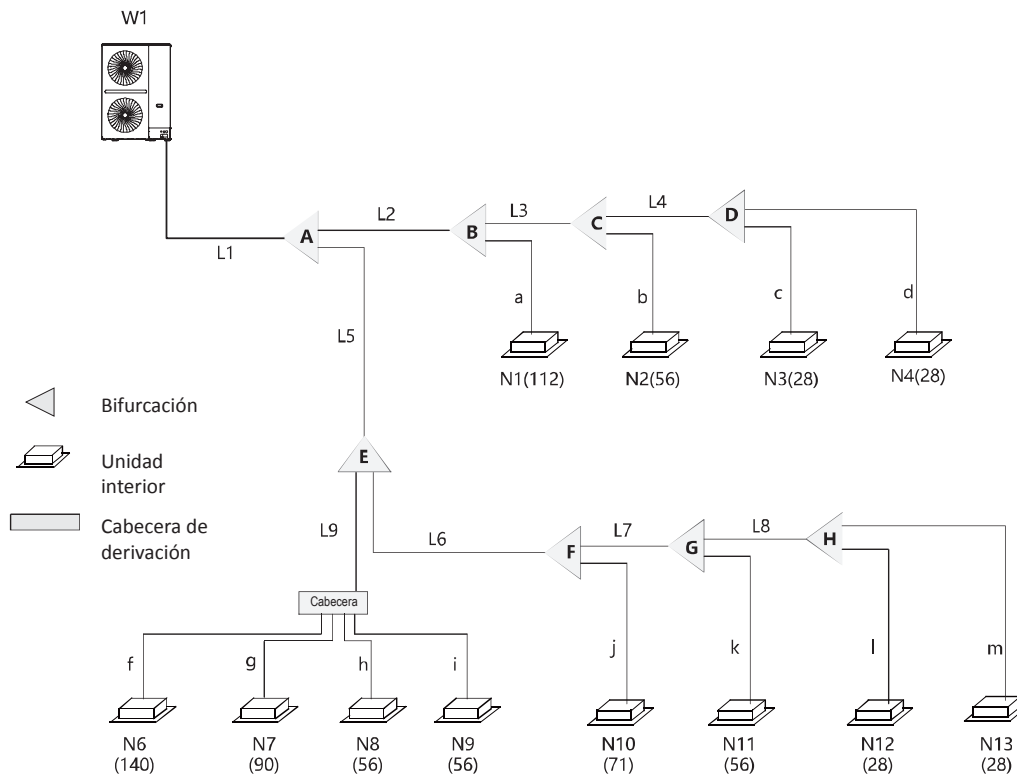 W1
A
L2
B
L3
C
L4
D
L1
a
b
c
d
L5
N1(112)
N2(56)
N3(28)
N4(28)
Bifurcación
Unidad
interior
Cabecera de
derivación
E
L9
L6
F
L7
G
L8
H
Cabecera
f
g
h
i
j
k
l
m
N6
(140)
N7
(90)
N8
(56)
N9
(56)
N10
(71)
N11
(56)
N12
(28)
N13
(28)